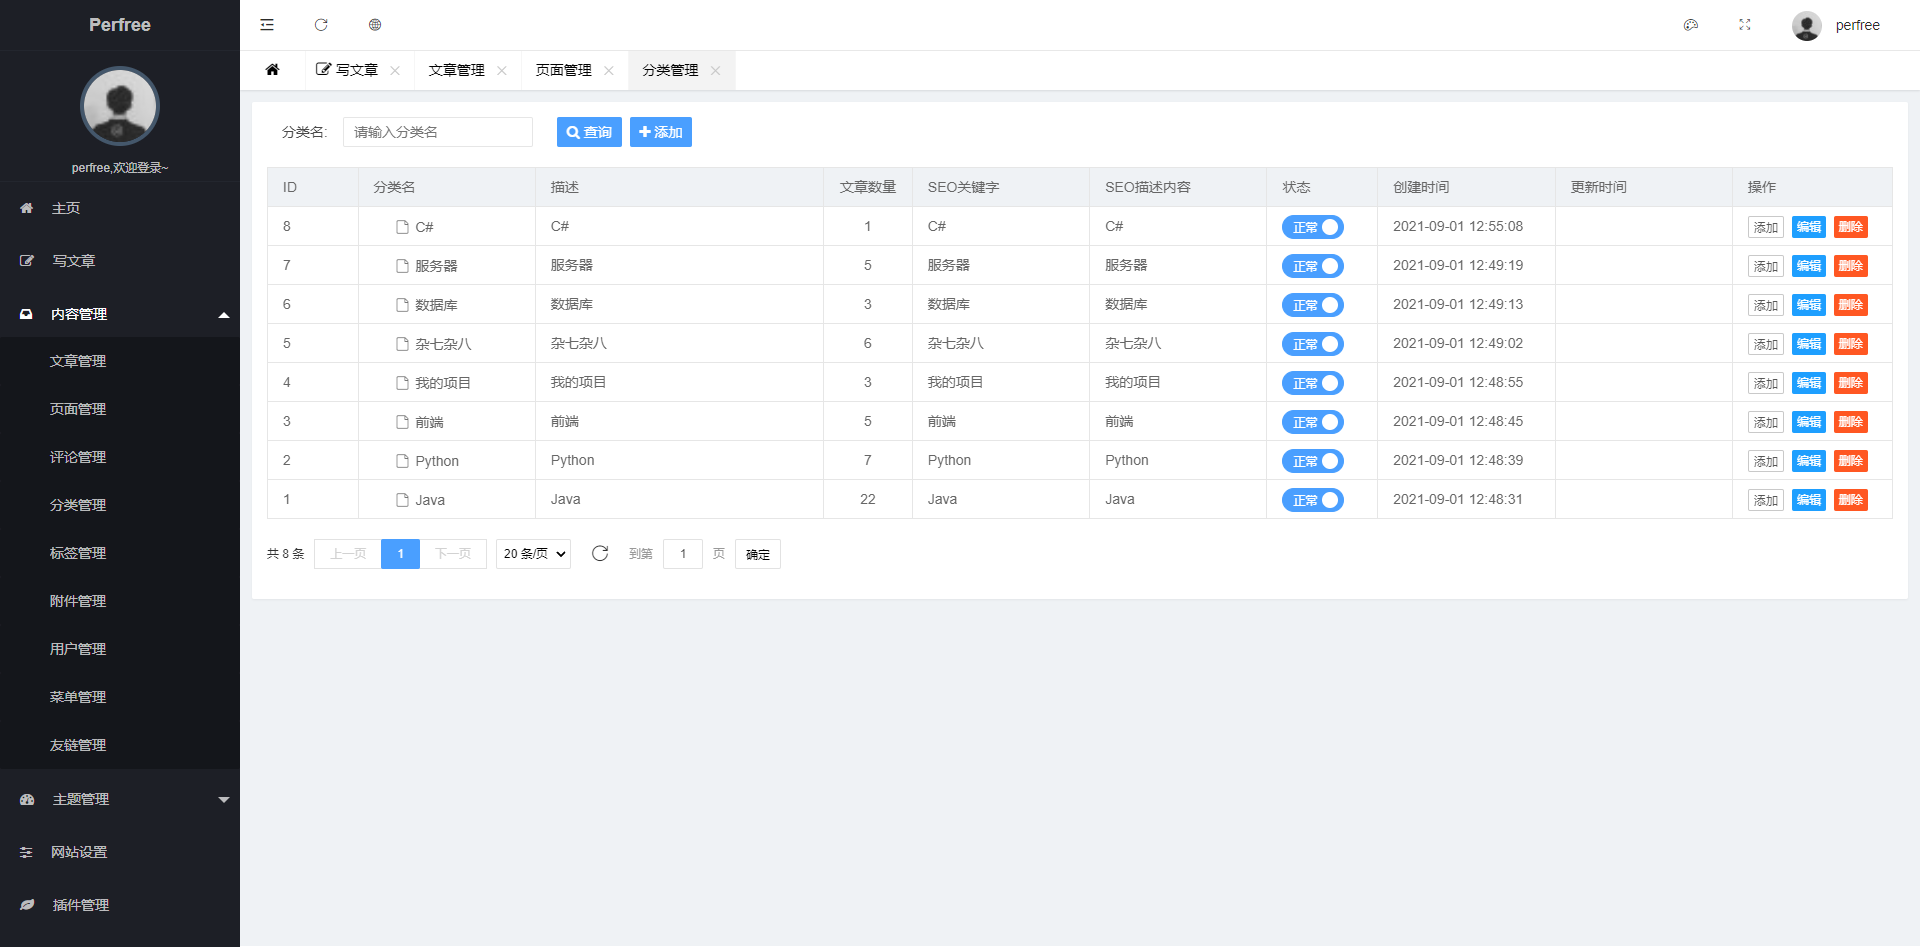 Perfree
perfree,欢迎登录~
主页
写文章
内容管理
文章管理
页面管理
评论管理
分类管理
标签管理
附件管理
用户管理
菜单管理
友链管理
主题管理
网站设置
插件管理
perfree
写文章 文章管理 页面管理 分类管理
分类名: 请输入分类名 查询 添加
ID 分类名 描述 文章数量 SEO关键字 SEO描述内容 状态 创建时间 更新时间 操作
8 C# C# 1 C# C# 正常 2021-09-01 12:55:08 添加 编辑 删除
7 服务器 服务器 5 服务器 服务器 正常 2021-09-01 12:49:19 添加 编辑 删除
6 数据库 数据库 3 数据库 数据库 正常 2021-09-01 12:49:13 添加 编辑 删除
5 杂七杂八 杂七杂八 6 杂七杂八 杂七杂八 正常 2021-09-01 12:49:02 添加 编辑 删除
4 我的项目 我的项目 3 我的项目 我的项目 正常 2021-09-01 12:48:55 添加 编辑 删除
3 前端 前端 5 前端 前端 正常 2021-09-01 12:48:45 添加 编辑 删除
2 Python Python 7 Python Python 正常 2021-09-01 12:48:39 添加 编辑 删除
1 Java Java 22 Java Java 正常 2021-09-01 12:48:31 添加 编辑 删除
共 8 条 上一页 1 下一页 20 条/页 到第 1 页 确定